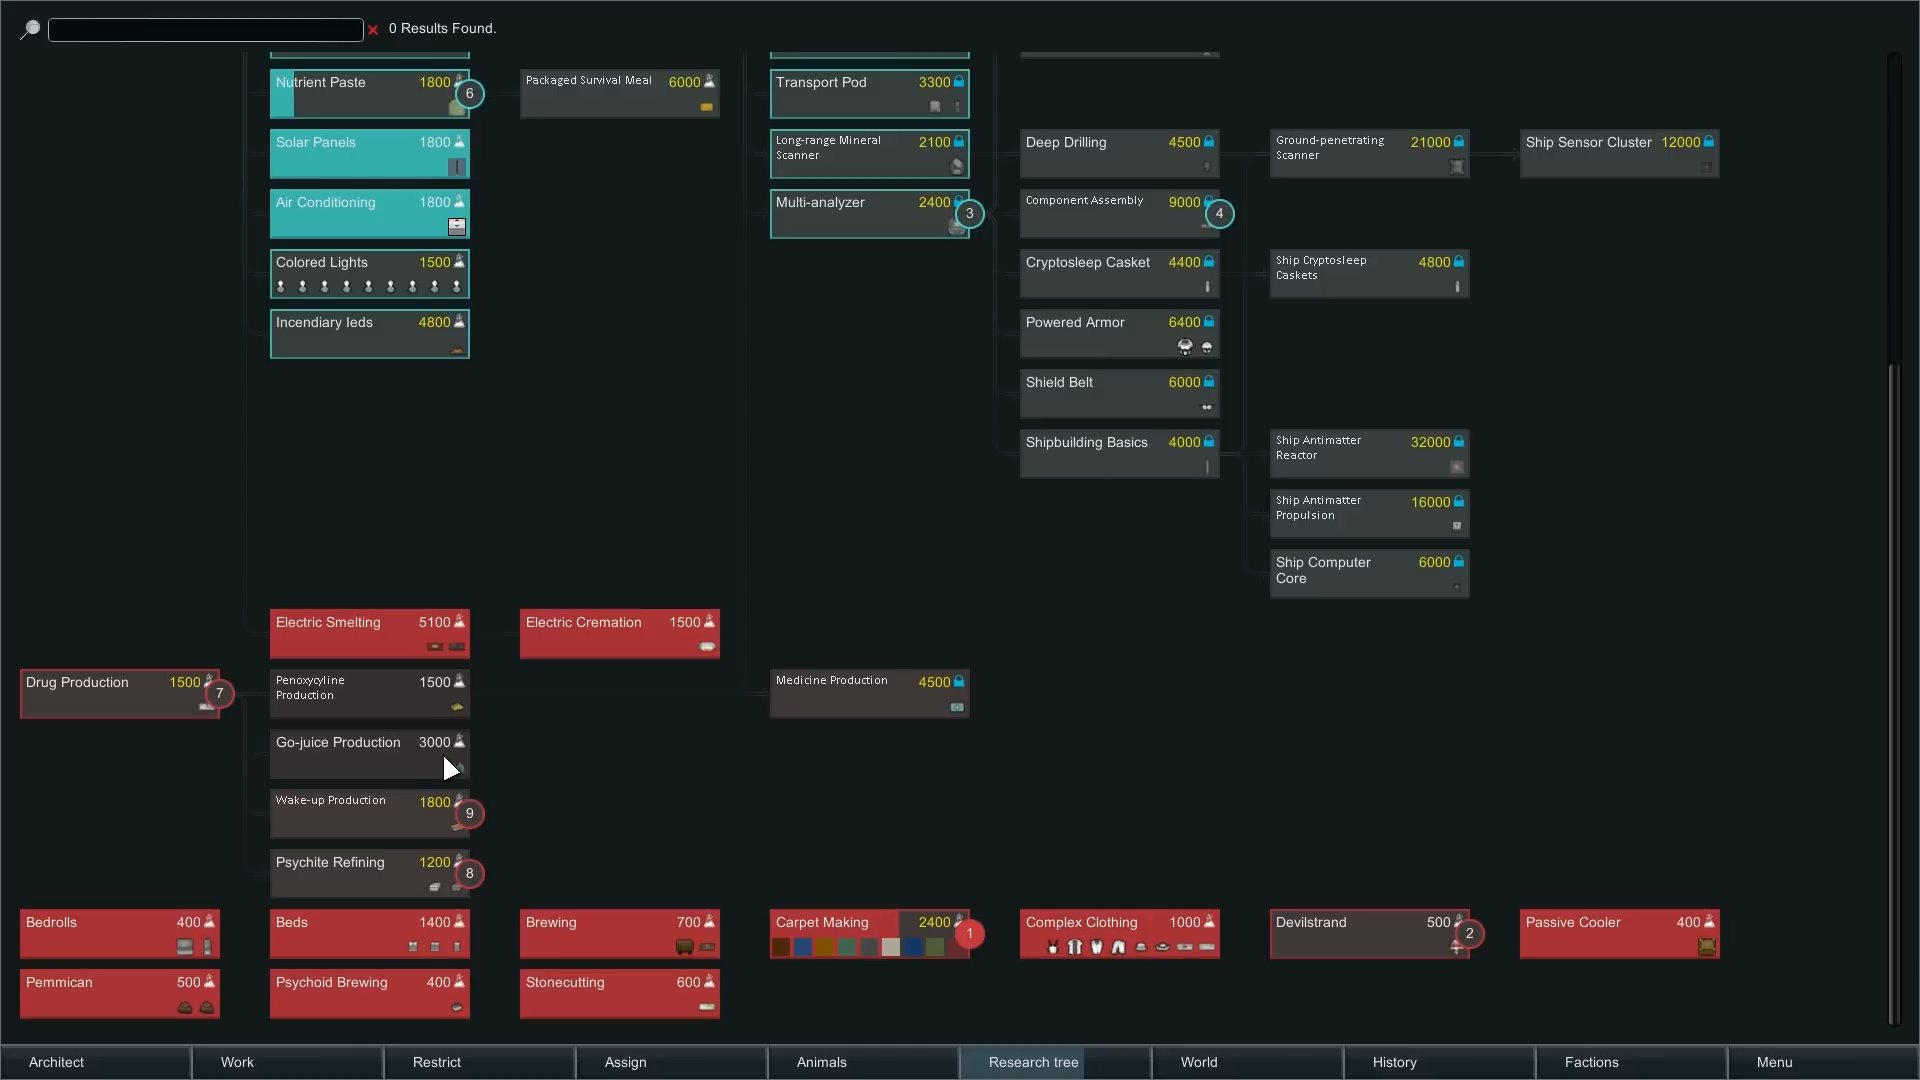 0 Results Found.
Nutrient Paste 1800
6
Packaged Survival Meal 6000
Transport Pod 3300
Solar Panels 1800
Long-range Mineral
Scanner
2100
Deep Drilling 4500
Ground-penetrating
Scanner
21000
Ship Sensor Cluster 12000
Air Conditioning 1800
Multi-analyzer 2400
3
Component Assembly 9000
4
Colored Lights 1500
Cryptosleep Casket 4400
Ship Cryptosleep
Caskets
4800
Incendiary Ieds 4800
Powered Armor 6400
Shield Belt 6000
Shipbuilding Basics 4000
Ship Antimatter
Reactor
32000
Ship Antimatter
Propulsion
16000
Ship Computer
Core
6000
Electric Smelting 5100
Electric Cremation 1500
Drug Production 1500
7
Penoxycyline
Production
1500
Medicine Production 4500
Go-juice Production 3000
Wake-up Production 1800
9
Psychite Refining 1200
8
Bedrolls 400
Beds 1400
Brewing 700
Carpet Making 2400
1
Complex Clothing 1000
Devilstrand 500
2
Passive Cooler 400
Pemmican 500
Psychoid Brewing 400
Stonecutting 600
Architect Work Restrict Assign Animals Research tree World History Factions Menu